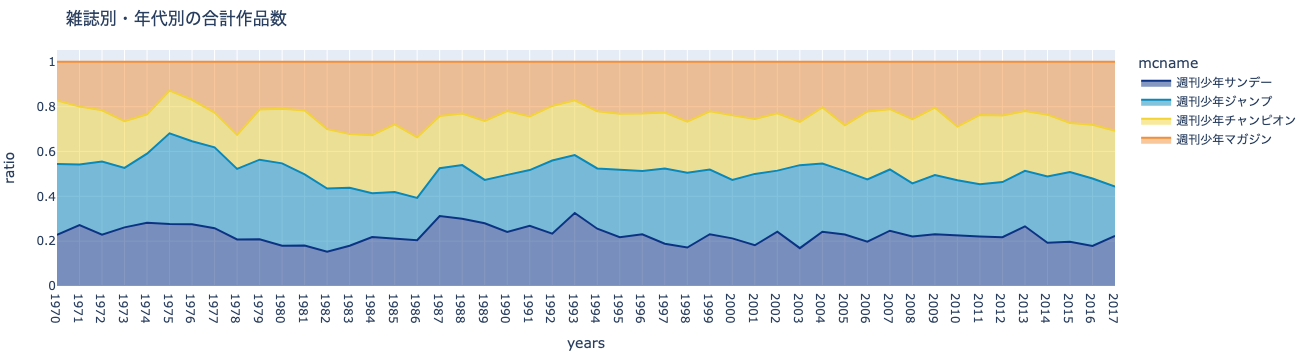 雑誌別・年代別の合計作品数
1
0.8
0.6
0.4
0.2
0
ratio
1970 1971 1972 1973 1974 1975 1976 1977 1978 1979 1980 1981 1982 1983 1984 1985 1986 1987 1988 1989 1990 1991 1992 1993 1994 1995 1996 1997 1998 1999 2000 2001 2002 2003 2004 2005 2006 2007 2008 2009 2010 2011 2012 2013 2014 2015 2016 2017
years
mcname
週刊少年サンデー
週刊少年ジャンプ
週刊少年チャンピオン
週刊少年マガジン